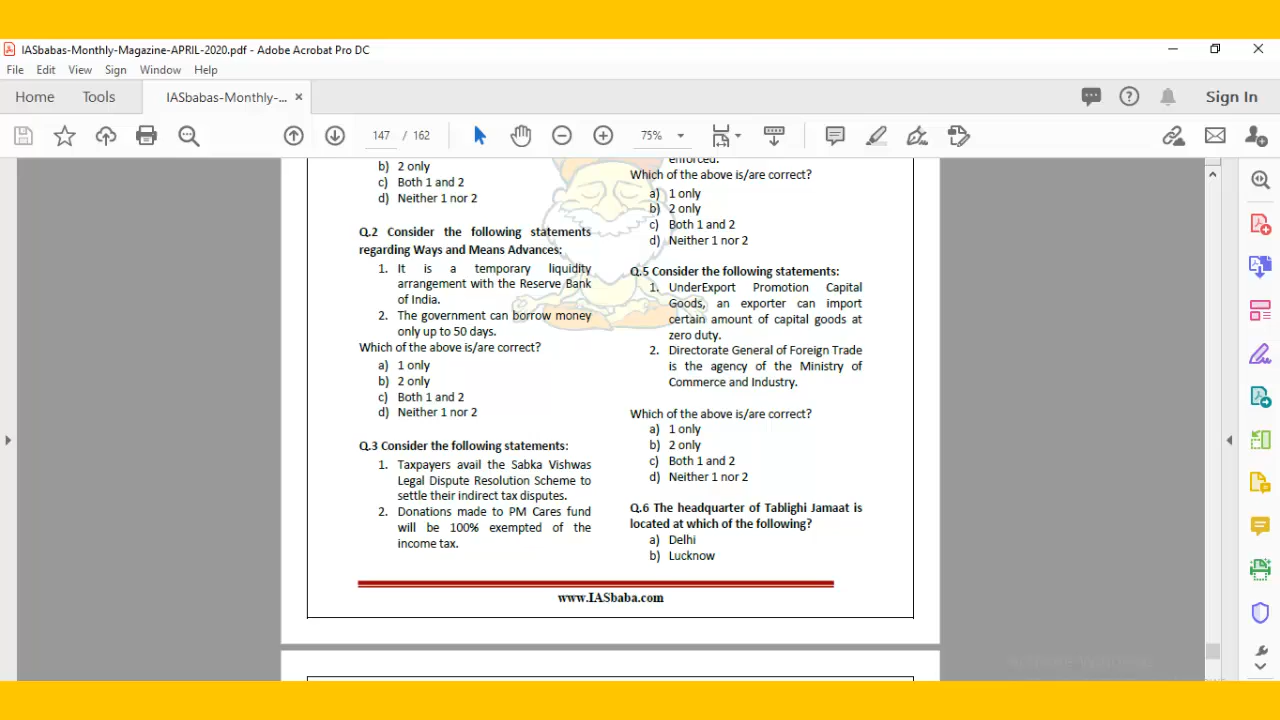 IASbabas-Monthly-Magazine-APRIL-2020.pdf - Adobe Acrobat Pro DC
File Edit View Sign Window Help
Home Tools IASbabas-Monthly-... × Sign In
147 / 162 75%
b) 2 only
c) Both 1 and 2
d) Neither 1 nor 2
Q.2 Consider the following statements
regarding Ways and Means Advances:
1. It is a temporary liquidity
arrangement with the Reserve Bank
of India.
2. The government can borrow money
only up to 50 days.
Which of the above is/are correct?
a) 1 only
b) 2 only
c) Both 1 and 2
d) Neither 1 nor 2
Q.3 Consider the following statements:
1. Taxpayers avail the Sabka Vishwas
Legal Dispute Resolution Scheme to
settle their indirect tax disputes.
2. Donations made to PM Cares fund
will be 100% exempted of the
income tax.
enforced.
Which of the above is/are correct?
a) 1 only
b) 2 only
c) Both 1 and 2
d) Neither 1 nor 2
Q.5 Consider the following statements:
1. UnderExport Promotion Capital
Goods, an exporter can import
certain amount of capital goods at
zero duty.
2. Directorate General of Foreign Trade
is the agency of the Ministry of
Commerce and Industry.
Which of the above is/are correct?
a) 1 only
b) 2 only
c) Both 1 and 2
d) Neither 1 nor 2
Q.6 The headquarter of Tablighi Jamaat is
located at which of the following?
a) Delhi
b) Lucknow
www.IASbaba.com